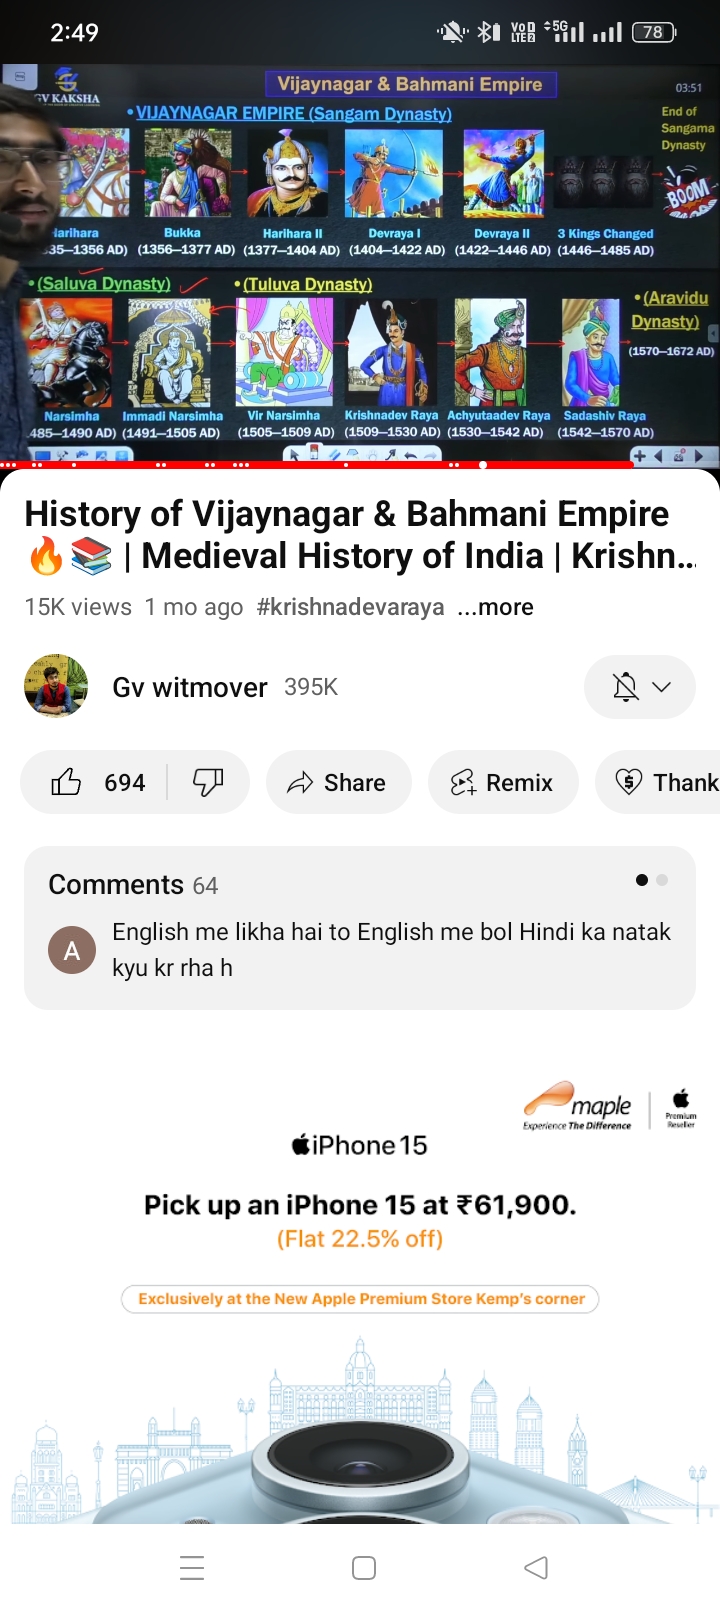 2:49
VoD
LTE2
5G
78
GV KAKSHA
Vijaynagar & Bahmani Empire
03:51
• VIJAYNAGAR EMPIRE (Sangam Dynasty)
End of
Sangama
Dynasty
BOOM
Harihara
Bukka
Harihara II
Devraya I
Devraya II
3 Kings Changed
35–1356 AD)
(1356–1377 AD)
(1377–1404 AD)
(1404–1422 AD)
(1422–1446 AD)
(1446–1485 AD)
• (Saluva Dynasty)
• (Tuluva Dynasty)
• (Aravidu
Dynasty)
(1570–1672 AD)
Narsimha
Immadi Narsimha
Vir Narsimha
Krishnadev Raya
Achyutaadev Raya
Sadashiv Raya
485–1490 AD)
(1491–1505 AD)
(1505–1509 AD)
(1509–1530 AD)
(1530–1542 AD)
(1542–1570 AD)
History of Vijaynagar & Bahmani Empire
🔥📚 | Medieval History of India | Krishn...
15K views 1 mo ago #krishnadevaraya ...more
Gv witmover 395K
694
Share
Remix
Thank
Comments 64
A
English me likha hai to English me bol Hindi ka natak
kyu kr rha h
maple
Experience The Difference
Premium
Reseller
iPhone 15
Pick up an iPhone 15 at ₹61,900.
(Flat 22.5% off)
Exclusively at the New Apple Premium Store Kemp's corner